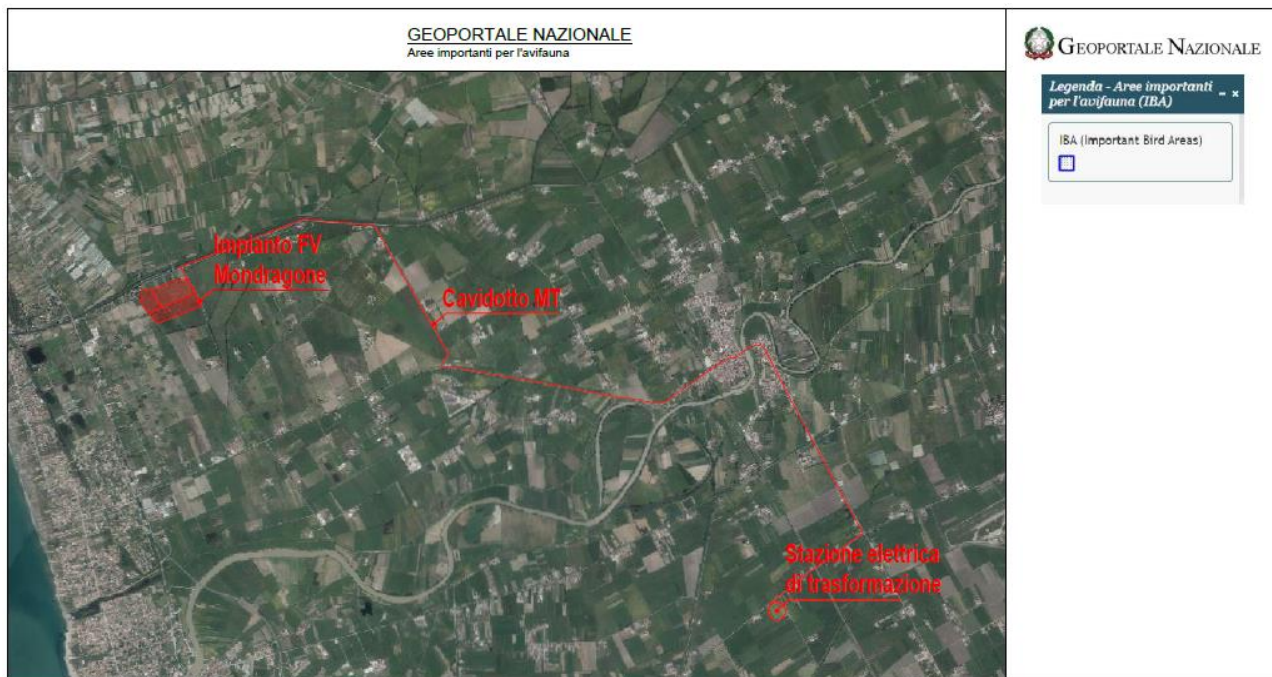 GEOPORTALE NAZIONALE
Aree importanti per l'avifauna
GEOPORTALE NAZIONALE
Legenda - Aree importanti
per l'avifauna (IBA)
IBA (Important Bird Areas)
Impianto FV
Mondragone
Cavidotto MT
Stazione elettrica
di trasformazione